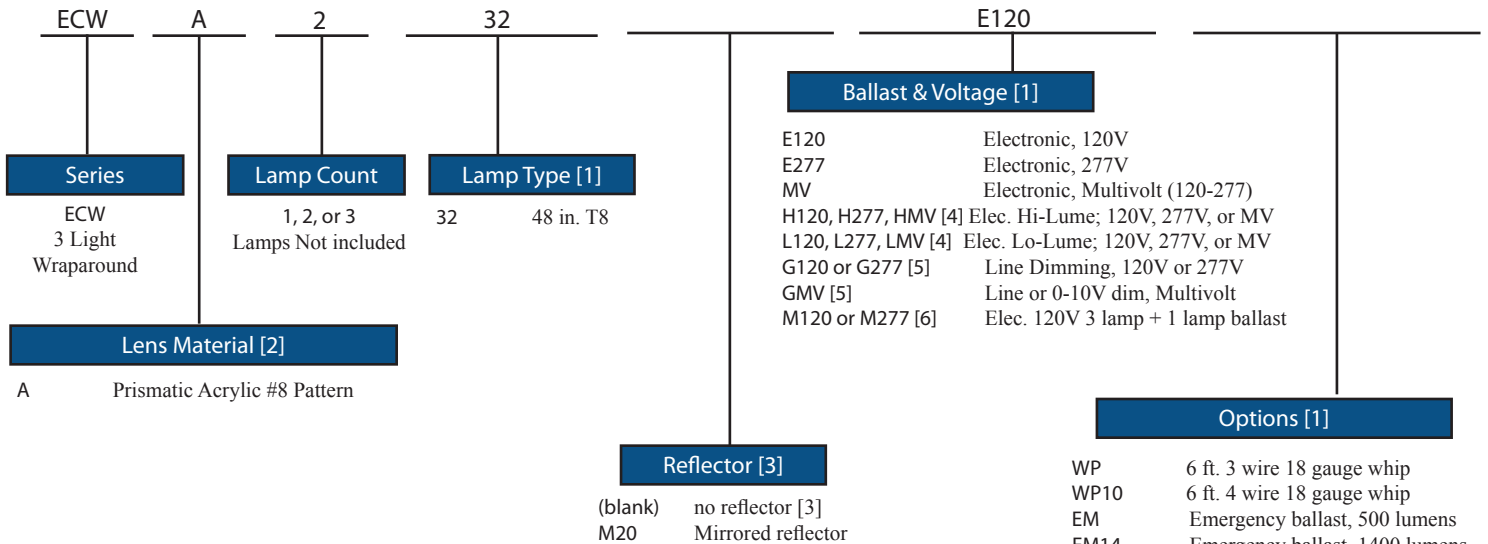 ECW A 2 32 E120
Ballast & Voltage [1]
E120 Electronic, 120V
E277 Electronic, 277V
MV Electronic, Multivolt (120-277)
H120, H277, HMV [4] Elec. Hi-Lume; 120V, 277V, or MV
L120, L277, LMV [4] Elec. Lo-Lume; 120V, 277V, or MV
G120 or G277 [5] Line Dimming, 120V or 277V
GMV [5] Line or 0-10V dim, Multivolt
M120 or M277 [6] Elec. 120V 3 lamp + 1 lamp ballast
Series
ECW
3 Light
Wraparound
Lamp Count
1, 2, or 3
Lamps Not included
Lamp Type [1]
32 48 in. T8
Lens Material [2]
A Prismatic Acrylic #8 Pattern
Reflector [3]
(blank) no reflector [3]
M20 Mirrored reflector
Options [1]
WP 6 ft. 3 wire 18 gauge whip
WP10 6 ft. 4 wire 18 gauge whip
EM Emergency ballast, 500 lumens
EM14 Emergency ballast, 1400 lumens